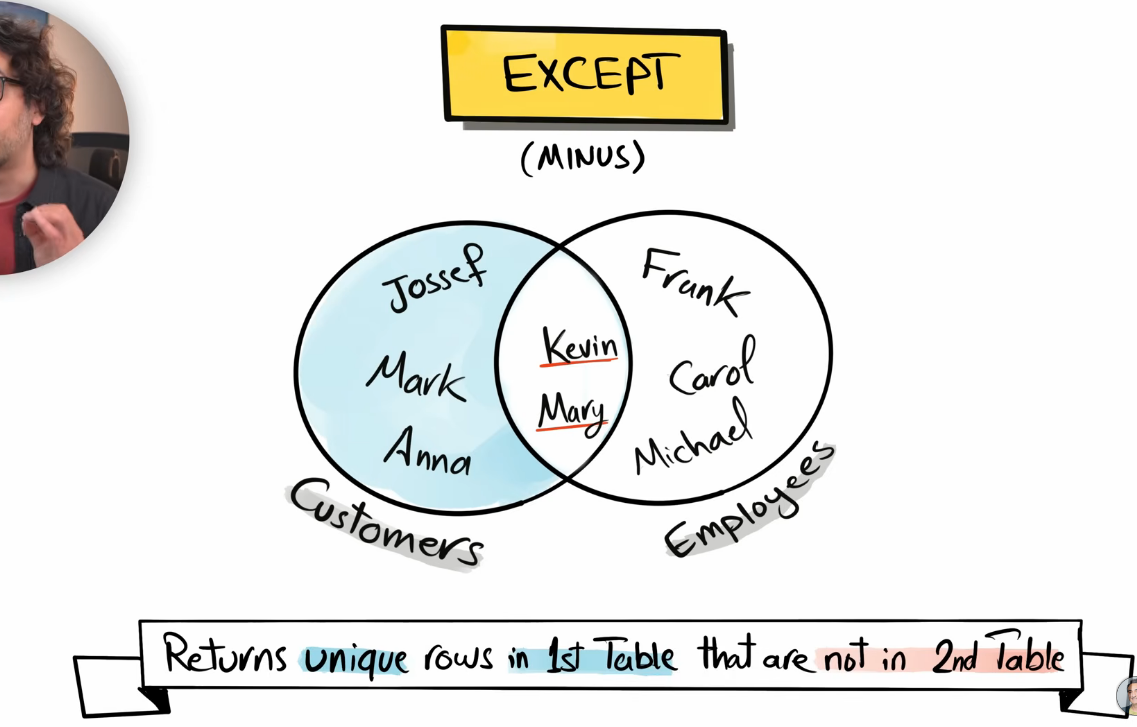 EXCEPT
(MINUS)
Jossef
Mark
Anna
Kevin
Mary
Frank
Carol
Michael
Customers
Employees
Returns unique rows in 1st Table that are not in 2nd Table